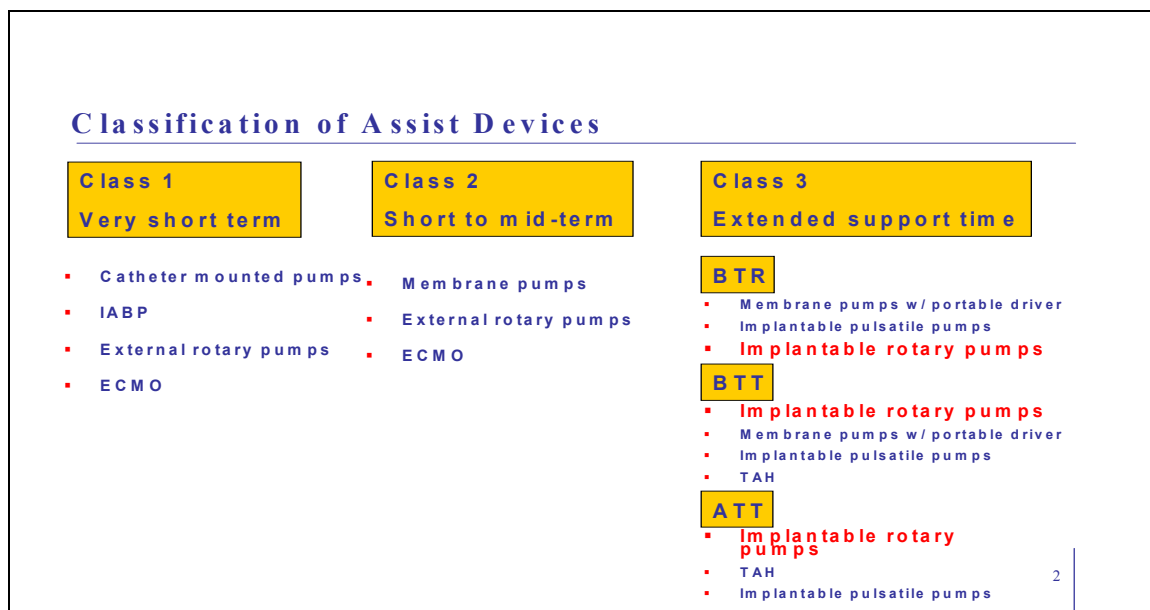 Classification of Assist Devices
Class 1
Very short term
▪ Catheter mounted pumps
▪ IABP
▪ External rotary pumps
▪ ECMO
Class 2
Short to mid-term
▪ Membrane pumps
▪ External rotary pumps
▪ ECMO
Class 3
Extended support time
BTR
▪ Membrane pumps w/ portable driver
▪ Implantable pulsatile pumps
▪ Implantable rotary pumps
BTT
▪ Implantable rotary pumps
▪ Membrane pumps w/ portable driver
▪ Implantable pulsatile pumps
▪ TAH
ATT
▪ Implantable rotary
pumps
▪ TAH
▪ Implantable pulsatile pumps
2